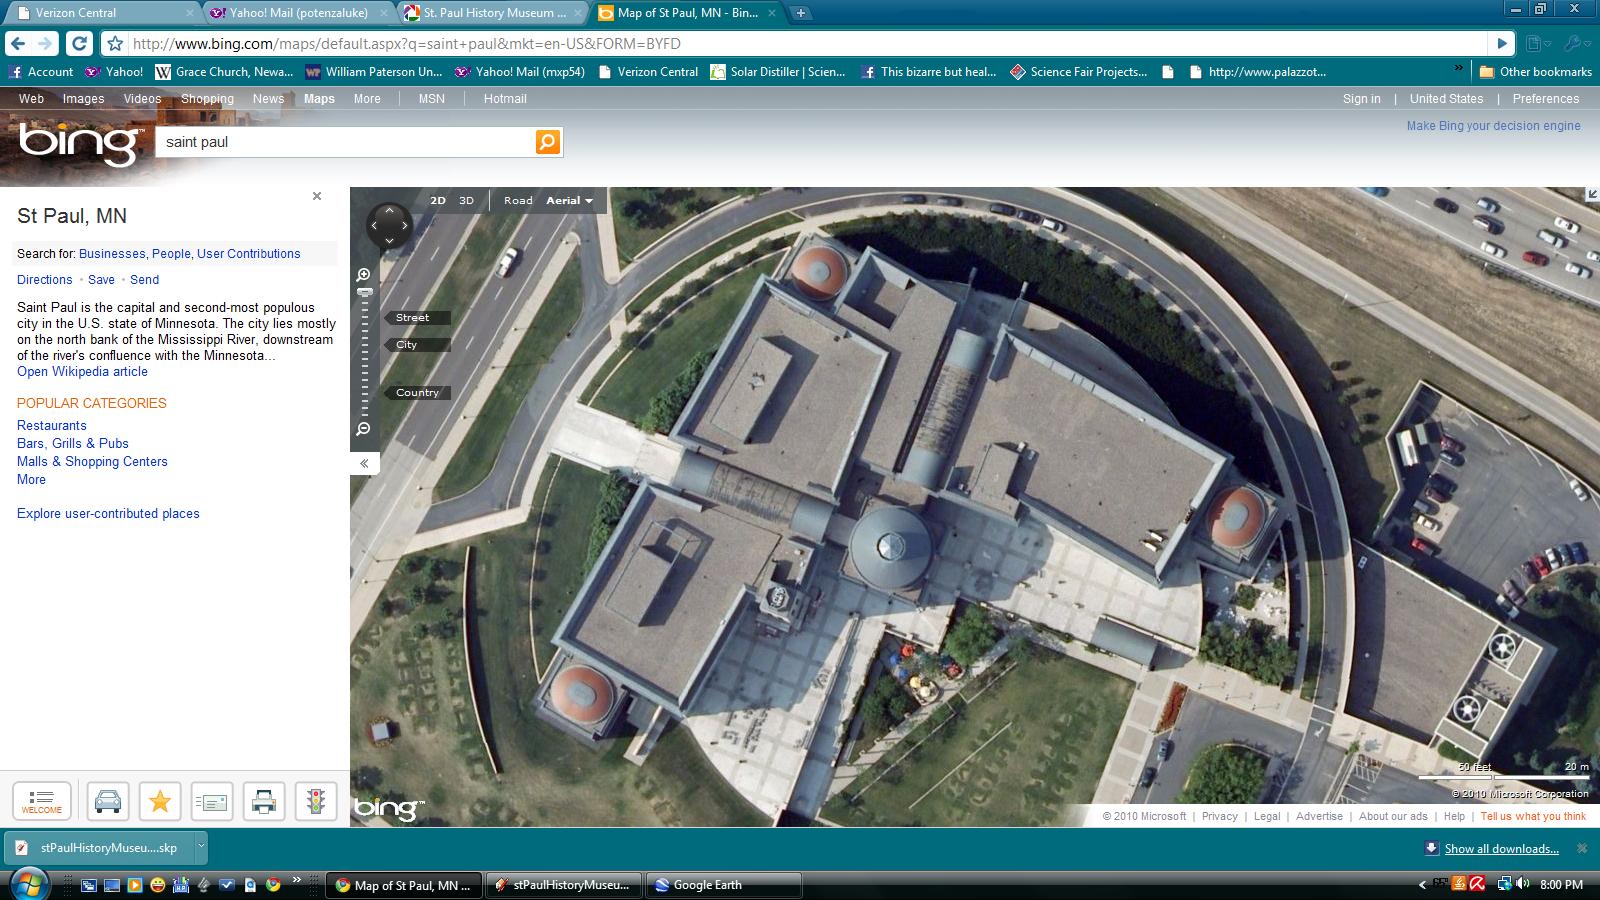 Verizon Central
Yahoo! Mail (potenzaluke)
St. Paul History Museum ...
Map of St Paul, MN - Bin...
http://www.bing.com/maps/default.aspx?q=saint+paul&mkt=en-US&FORM=BYFD
Account
Yahoo!
Grace Church, Newa...
William Paterson Un...
Yahoo! Mail (mxp54)
Verizon Central
Solar Distiller | Scien...
This bizarre but heal...
Science Fair Projects...
http://www.palazzot...
Other bookmarks
Web Images Videos Shopping News Maps More | MSN | Hotmail
Sign in | United States | Preferences
Make Bing your decision engine
bing™
saint paul
St Paul, MN
Search for: Businesses, People, User Contributions
Directions • Save • Send
Saint Paul is the capital and second-most populous
city in the U.S. state of Minnesota. The city lies mostly
on the north bank of the Mississippi River, downstream
of the river's confluence with the Minnesota...
Open Wikipedia article
POPULAR CATEGORIES
Restaurants
Bars, Grills & Pubs
Malls & Shopping Centers
More
Explore user-contributed places
WELCOME
2D 3D Road Aerial
Street
City
Country
50 feet 20 m
© 2010 Microsoft Corporation
bing™
© 2010 Microsoft | Privacy | Legal | Advertise | About our ads | Help | Tell us what you think
stPaulHistoryMuseu....skp
Show all downloads...
Map of St Paul, MN ...
stPaulHistoryMuseu...
Google Earth
8:00 PM